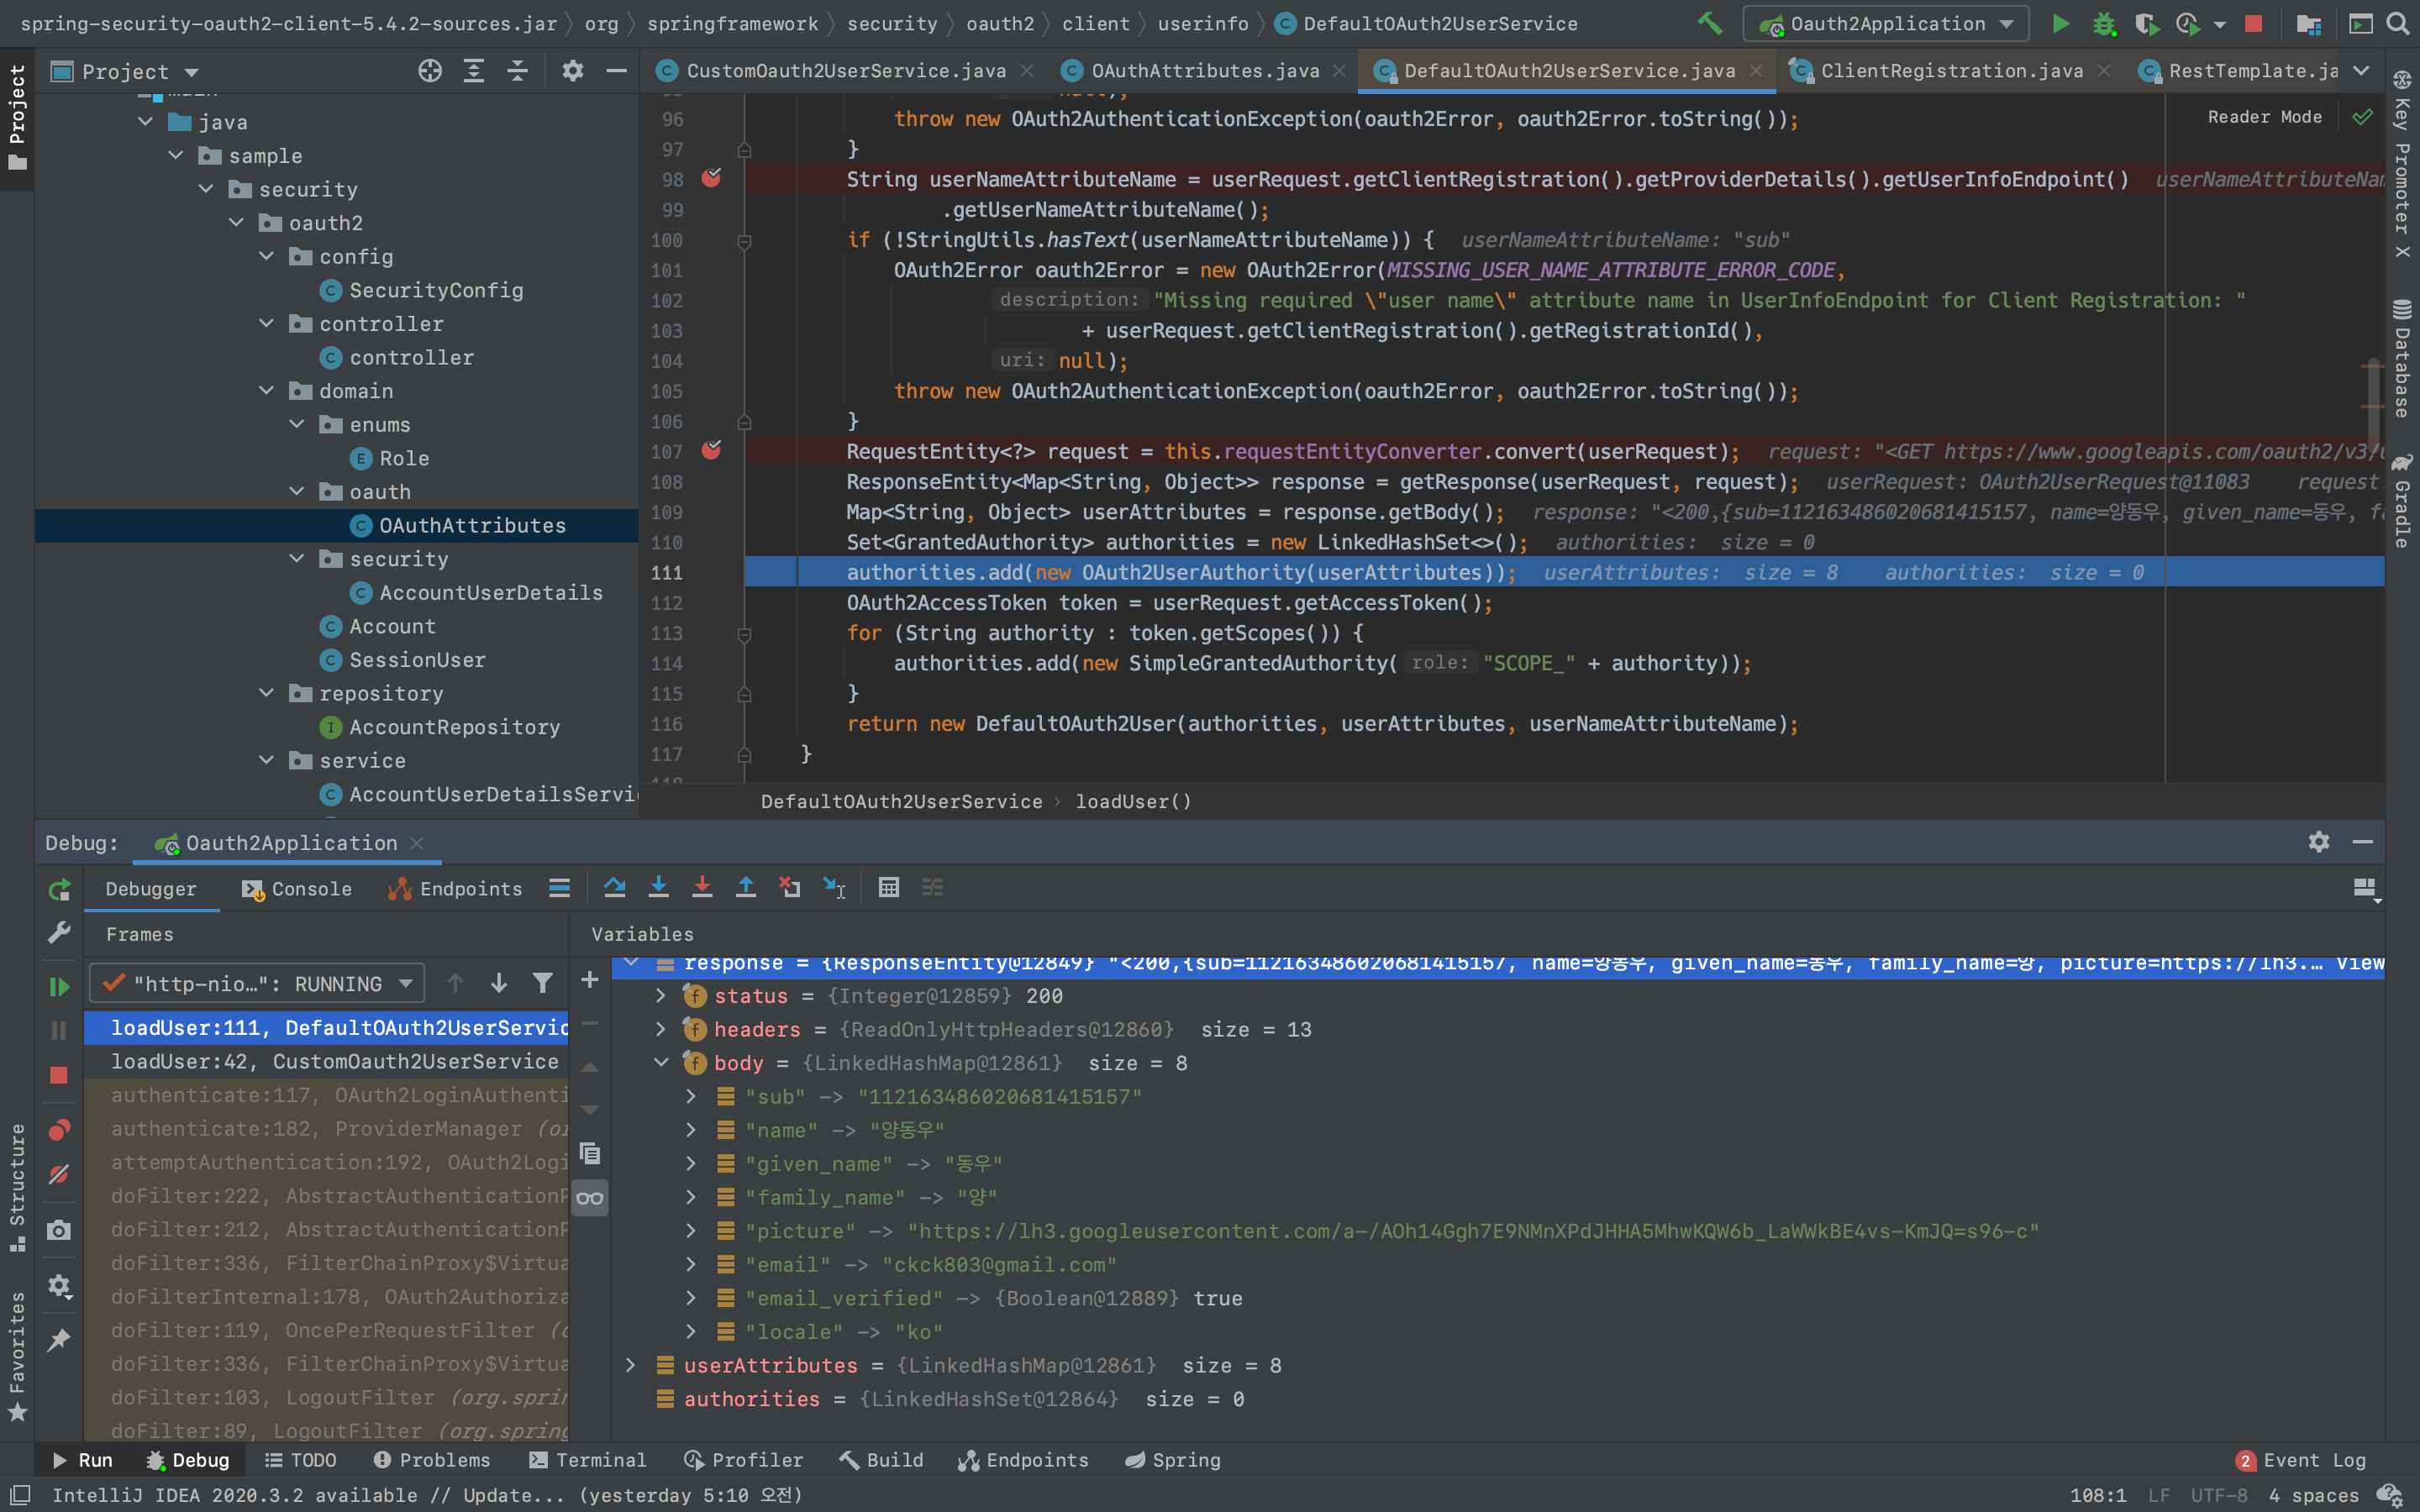 spring-security-oauth2-client-5.4.2-sources.jar 〉 org 〉 springframework 〉 security 〉 oauth2 〉 client 〉 userinfo 〉 DefaultOAuth2UserService
Oauth2Application
Project
CustomOauth2UserService.java
OAuthAttributes.java
DefaultOAuth2UserService.java
ClientRegistration.java
RestTemplate.ja
Project
Structure
Favorites
Key Promoter X
Database
Gradle
java
sample
security
oauth2
config
SecurityConfig
controller
controller
domain
enums
Role
oauth
OAuthAttributes
security
AccountUserDetails
Account
SessionUser
repository
AccountRepository
service
AccountUserDetailsServi
Reader Mode
96 throw new OAuth2AuthenticationException(oauth2Error, oauth2Error.toString());
97 }
98 String userNameAttributeName = userRequest.getClientRegistration().getProviderDetails().getUserInfoEndpoint() userNameAttributeNam
99 .getUserNameAttributeName();
100 if (!StringUtils.hasText(userNameAttributeName)) { userNameAttributeName: "sub"
101 OAuth2Error oauth2Error = new OAuth2Error(MISSING_USER_NAME_ATTRIBUTE_ERROR_CODE,
102 description: "Missing required \"user name\" attribute name in UserInfoEndpoint for Client Registration: "
103 + userRequest.getClientRegistration().getRegistrationId(),
104 uri: null);
105 throw new OAuth2AuthenticationException(oauth2Error, oauth2Error.toString());
106 }
107 RequestEntity<?> request = this.requestEntityConverter.convert(userRequest); request: "<GET https://www.googleapis.com/oauth2/v3/u
108 ResponseEntity<Map<String, Object>> response = getResponse(userRequest, request); userRequest: OAuth2UserRequest@11083 request
109 Map<String, Object> userAttributes = response.getBody(); response: "<200,{sub=112163486020681415157, name=양동우, given_name=동우, fa
110 Set<GrantedAuthority> authorities = new LinkedHashSet<>(); authorities: size = 0
111 authorities.add(new OAuth2UserAuthority(userAttributes)); userAttributes: size = 8 authorities: size = 0
112 OAuth2AccessToken token = userRequest.getAccessToken();
113 for (String authority : token.getScopes()) {
114 authorities.add(new SimpleGrantedAuthority( role: "SCOPE_" + authority));
115 }
116 return new DefaultOAuth2User(authorities, userAttributes, userNameAttributeName);
117 }
DefaultOAuth2UserService › loadUser()
Debug: Oauth2Application
Debugger Console Endpoints
Frames
Variables
"http-nio…": RUNNING
loadUser:111, DefaultOAuth2UserServic
loadUser:42, CustomOauth2UserService
authenticate:117, OAuth2LoginAuthenti
authenticate:182, ProviderManager (or
attemptAuthentication:192, OAuth2Logi
doFilter:222, AbstractAuthenticationP
doFilter:212, AbstractAuthenticationP
doFilter:336, FilterChainProxy$Virtua
doFilterInternal:178, OAuth2Authoriza
doFilter:119, OncePerRequestFilter (o
doFilter:336, FilterChainProxy$Virtua
doFilter:103, LogoutFilter (org.sprin
doFilter:89, LogoutFilter (org.spring
response = {ResponseEntity@12849} "<200,{sub=112163486020681415157, name=양동우, given_name=동우, family_name=양, picture=https://lh3.… View
status = {Integer@12859} 200
headers = {ReadOnlyHttpHeaders@12860} size = 13
body = {LinkedHashMap@12861} size = 8
"sub" -> "112163486020681415157"
"name" -> "양동우"
"given_name" -> "동우"
"family_name" -> "양"
"picture" -> "https://lh3.googleusercontent.com/a-/AOh14Ggh7E9NMnXPdJHHA5MhwKQW6b_LaWWkBE4vs-KmJQ=s96-c"
"email" -> "ckck803@gmail.com"
"email_verified" -> {Boolean@12889} true
"locale" -> "ko"
userAttributes = {LinkedHashMap@12861} size = 8
authorities = {LinkedHashSet@12864} size = 0
Run Debug TODO Problems Terminal Profiler Build Endpoints Spring
2 Event Log
IntelliJ IDEA 2020.3.2 available // Update... (yesterday 5:10 오전)
108:1 LF UTF-8 4 spaces